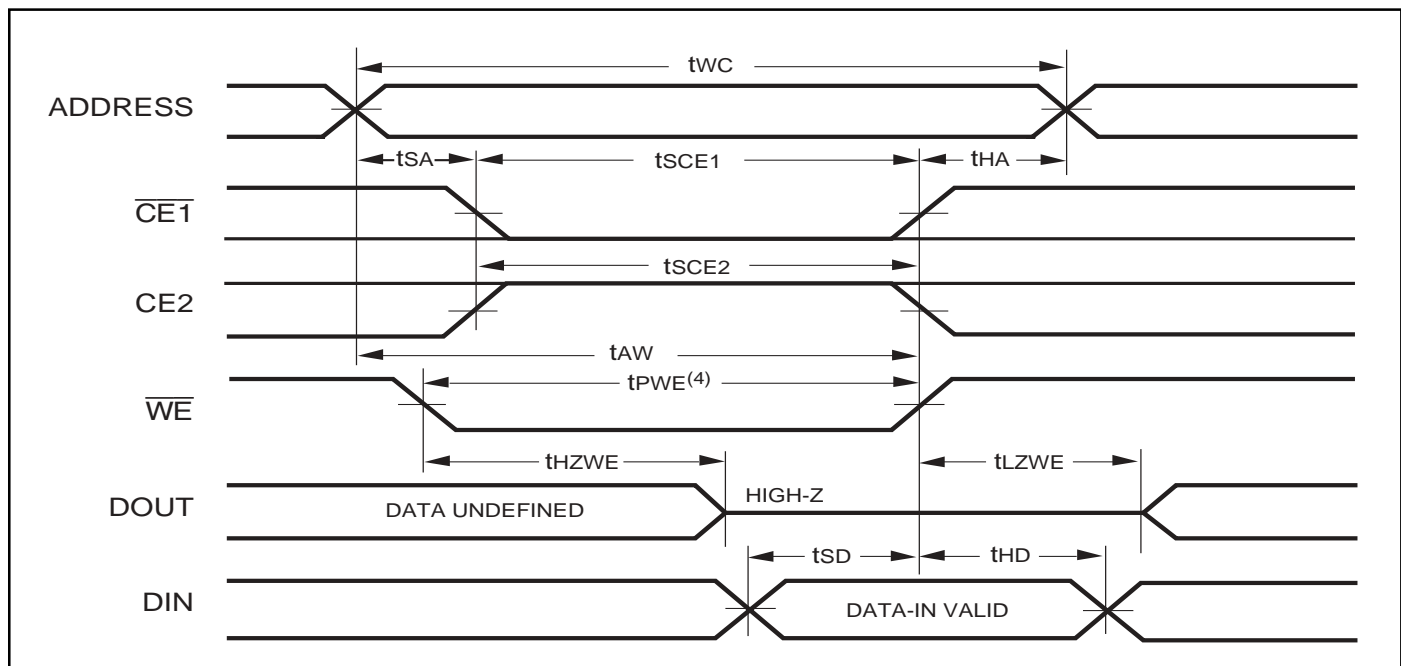 tWC
ADDRESS
tSA
tSCE1
tHA
CE1
tSCE2
CE2
tAW
tPWE(4)
WE
tHZWE
tLZWE
HIGH-Z
DOUT
DATA UNDEFINED
tSD
tHD
DIN
DATA-IN VALID